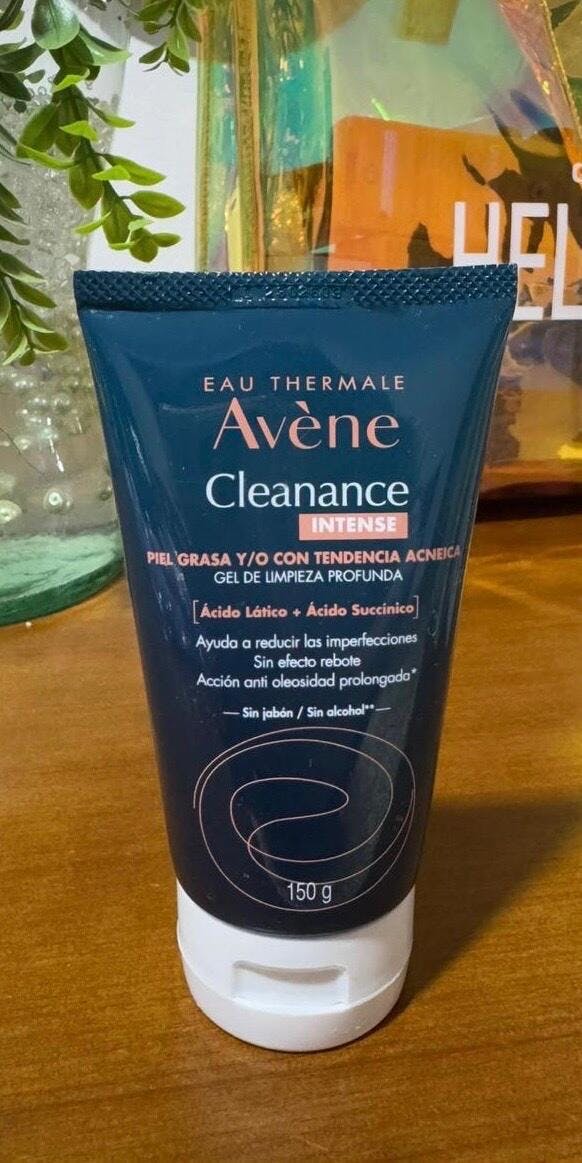 HEL
EAU THERMALE
Avène
Cleanance
INTENSE
PIEL GRASA Y/O CON TENDENCIA ACNEICA
GEL DE LIMPIEZA PROFUNDA
[Ácido Lático + Ácido Succínico]
Ayuda a reducir las imperfecciones
Sin efecto rebote
Acción anti oleosidad prolongada*
— Sin jabón / Sin alcohol**—
150 g